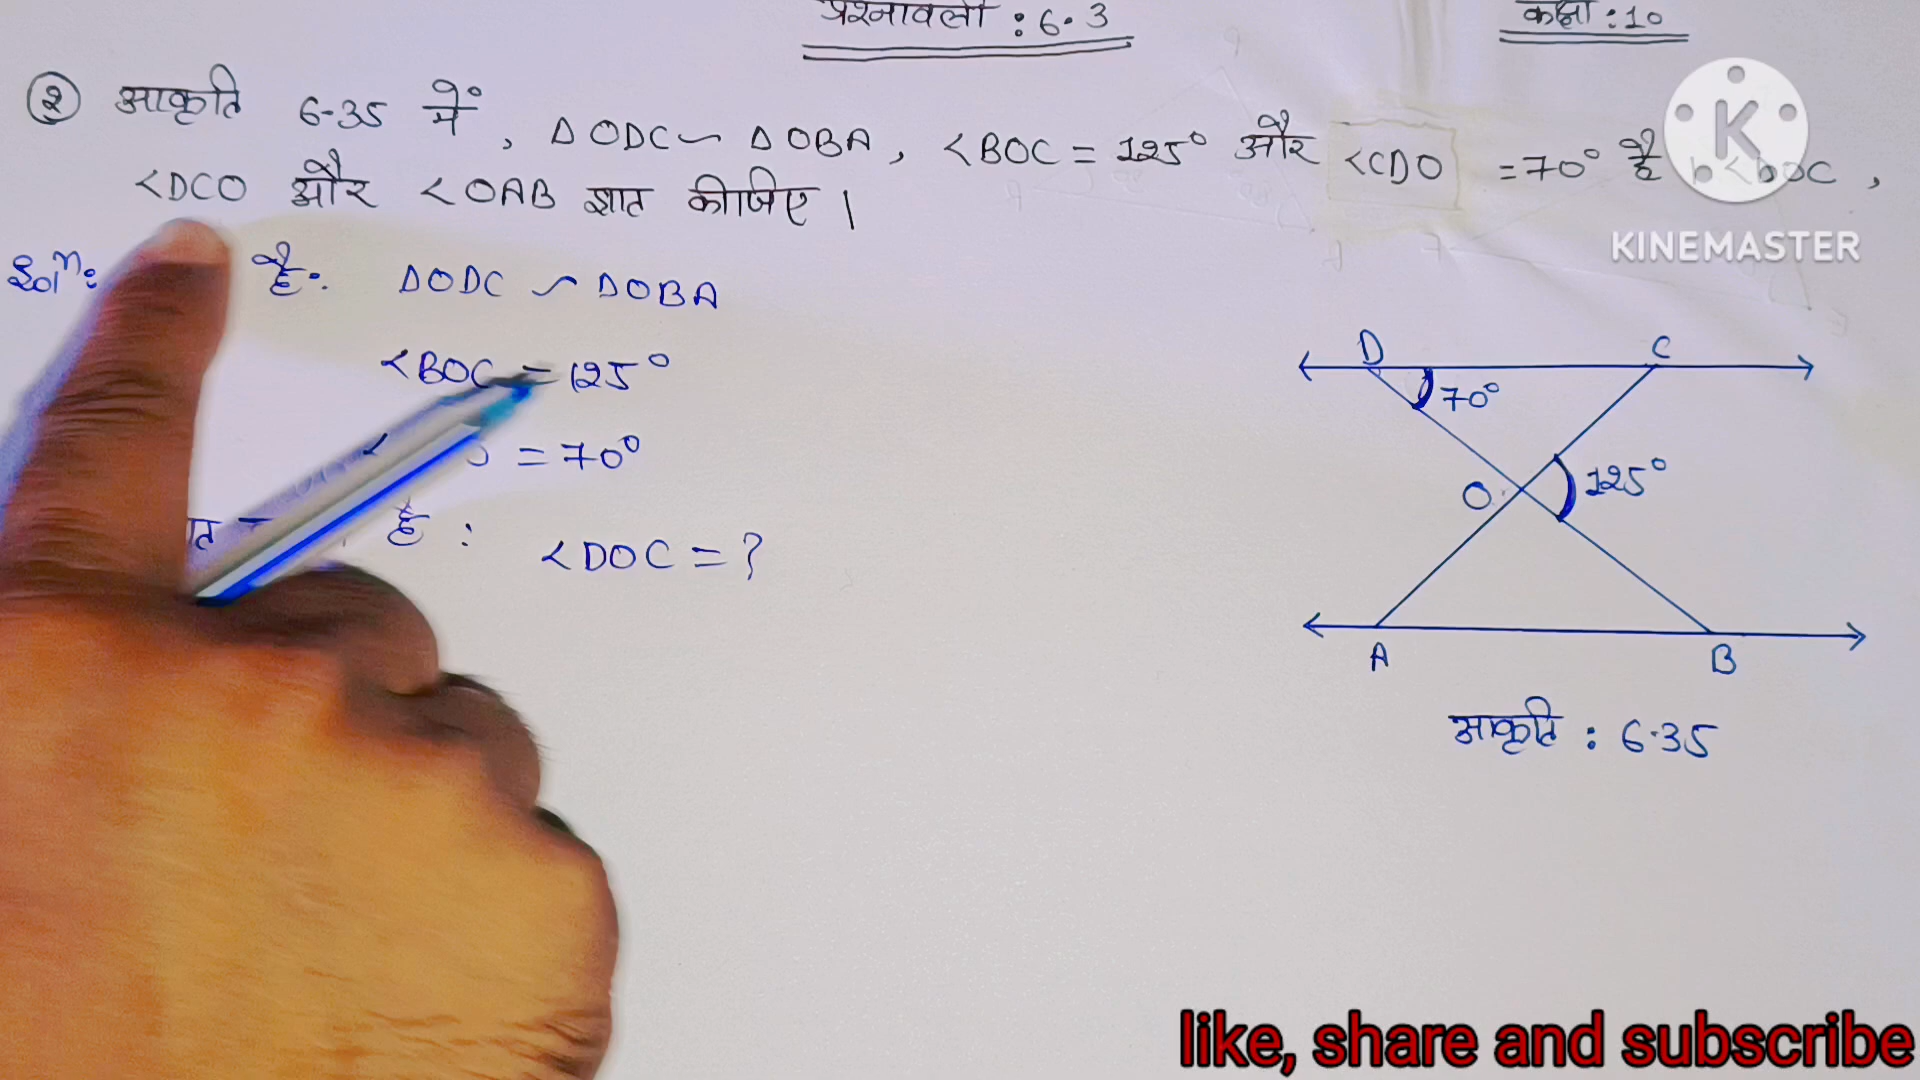 प्रश्नावली : 6.3
कक्षा : 10
② आकृति 6.35 में, ΔODC ~ ΔOBA, ∠BOC = 125° और ∠CDO = 70° है ∠DOC,
∠DCO और ∠OAB ज्ञात कीजिए।
Solⁿ: है. ΔODC ~ ΔOBA
∠BOC = 125°
= 70°
है : ∠DOC = ?
D C
70°
O 125°
A B
आकृति : 6.35
K
KINEMASTER
like, share and subscribe